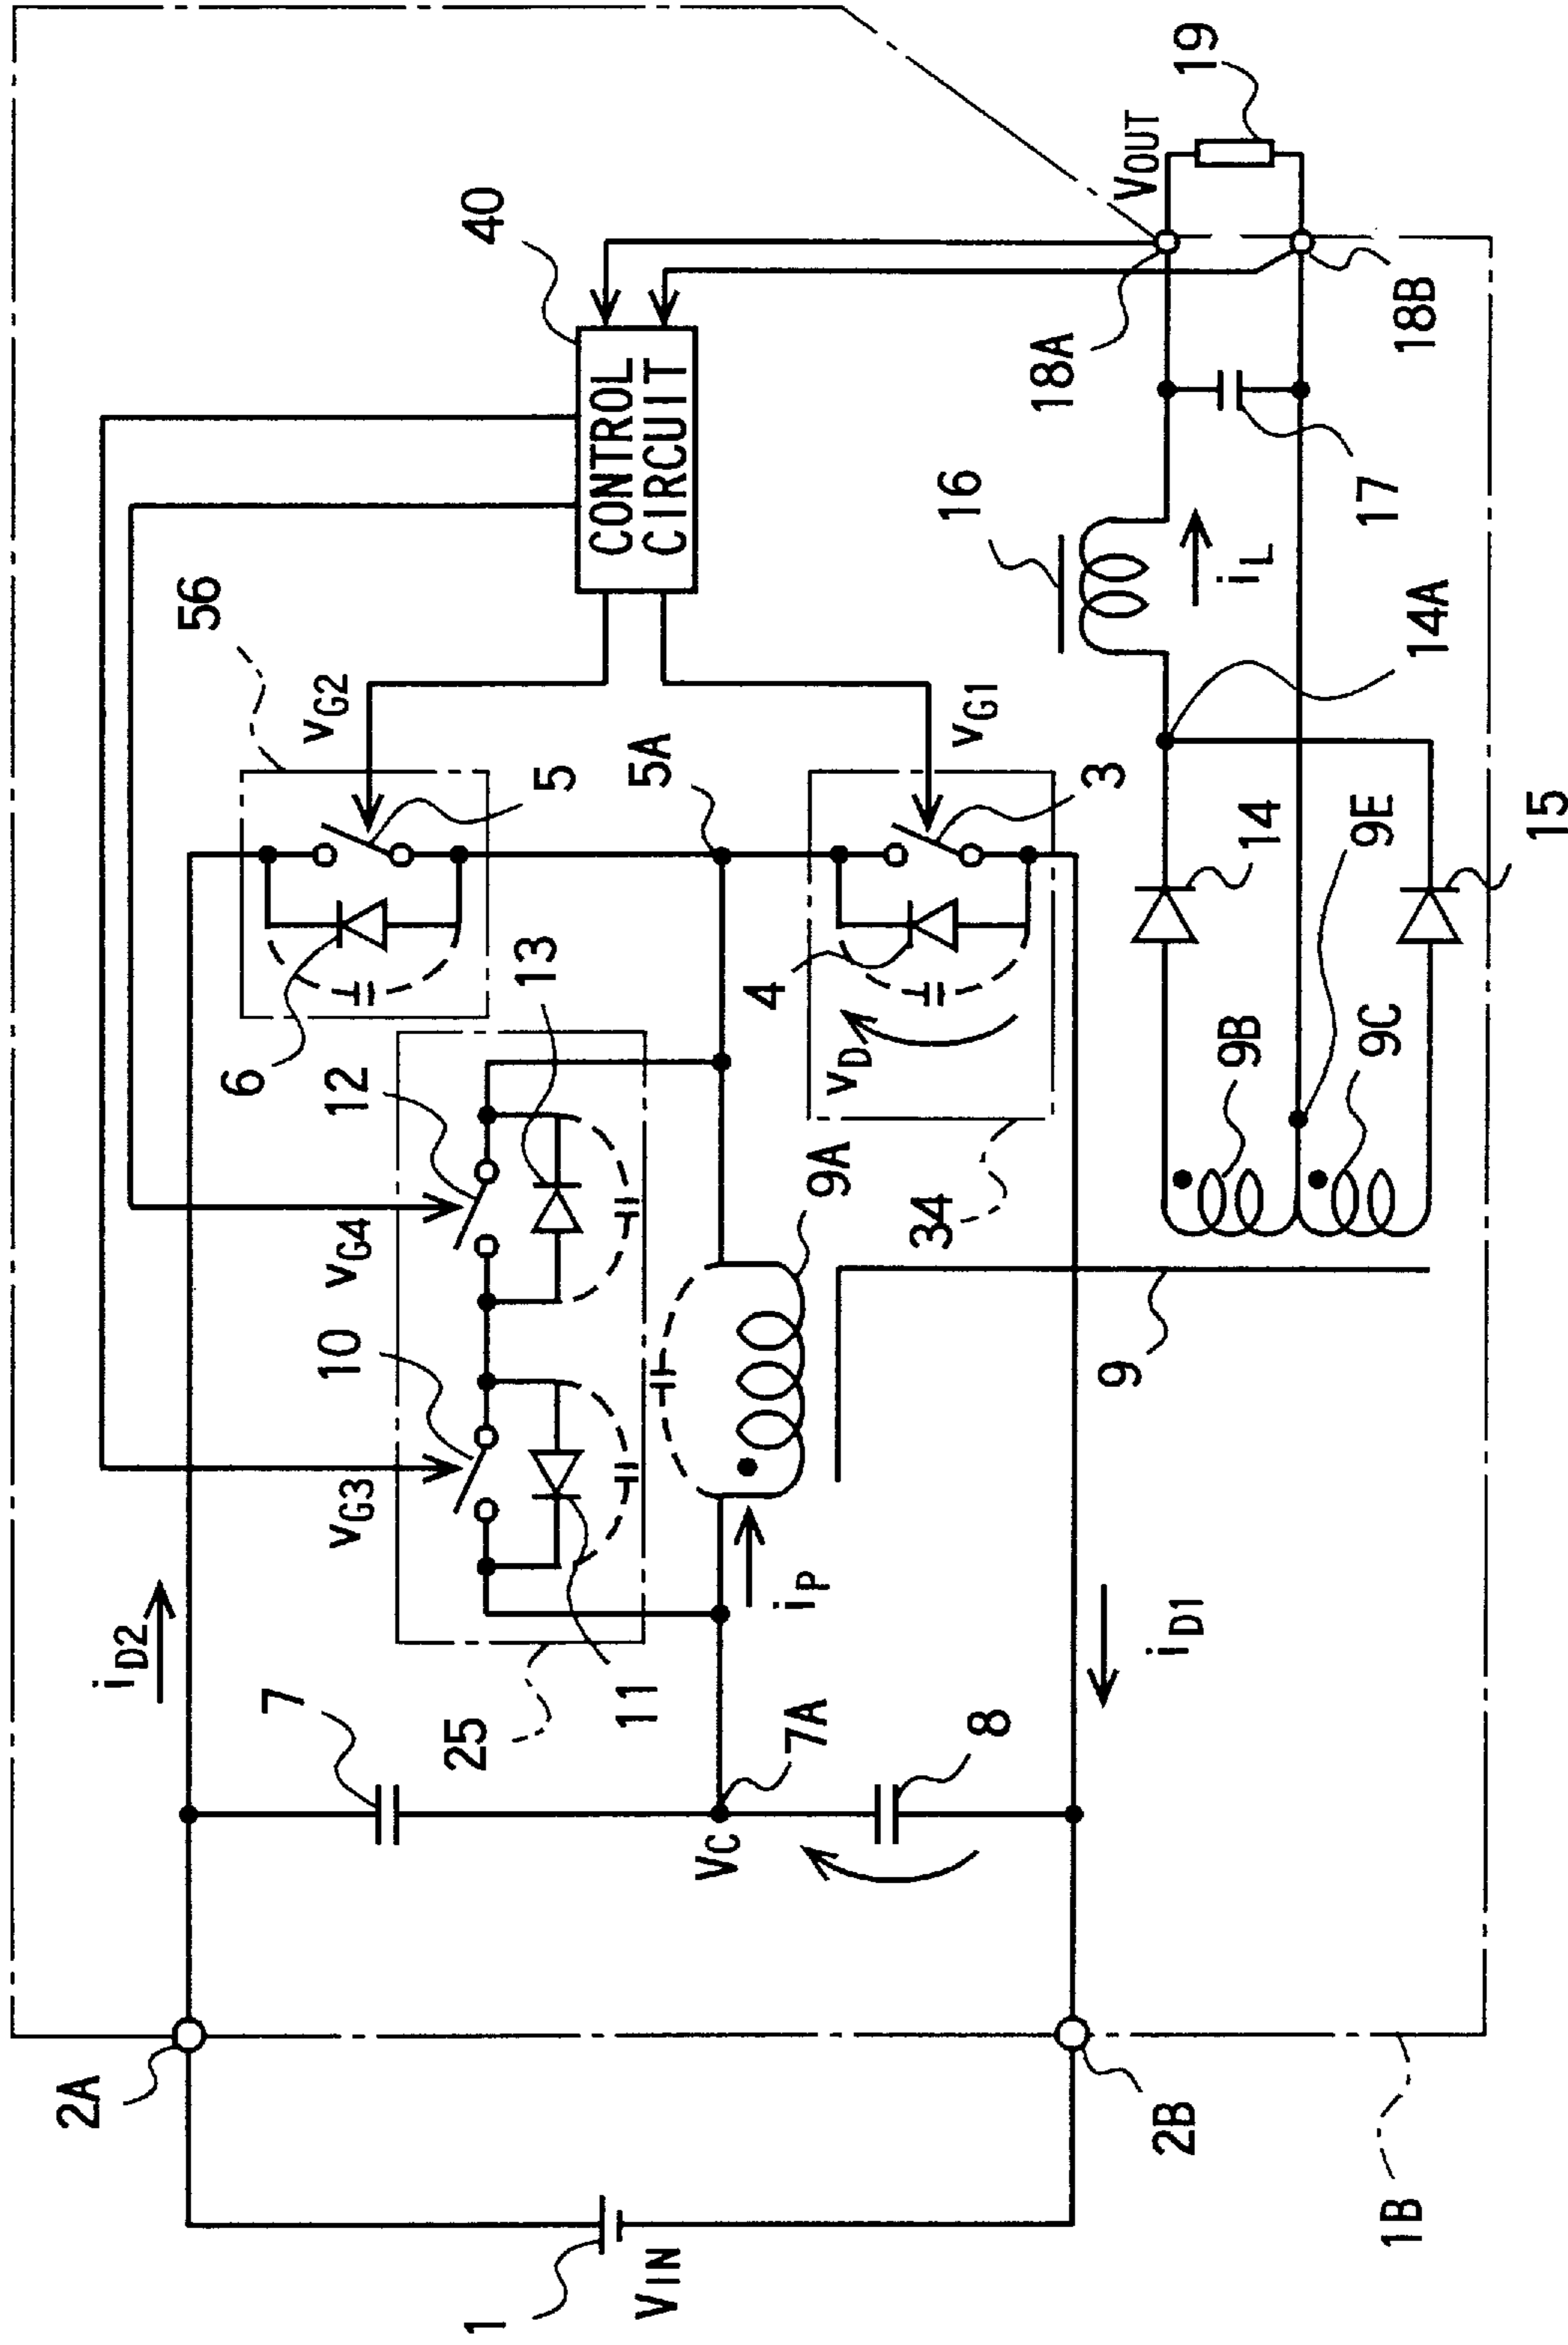 2A
1
VIN
2B
1B
iD2
7
VC
7A
8
iD1
25
11
VG3
10
VG4
12
13
iP
9A
9
34
6
56
VG2
5
5A
4
VD
VG1
3
40
CONTROL
CIRCUIT
9B
9C
9E
14
15
14A
16
iL
17
18A
18B
VOUT
19